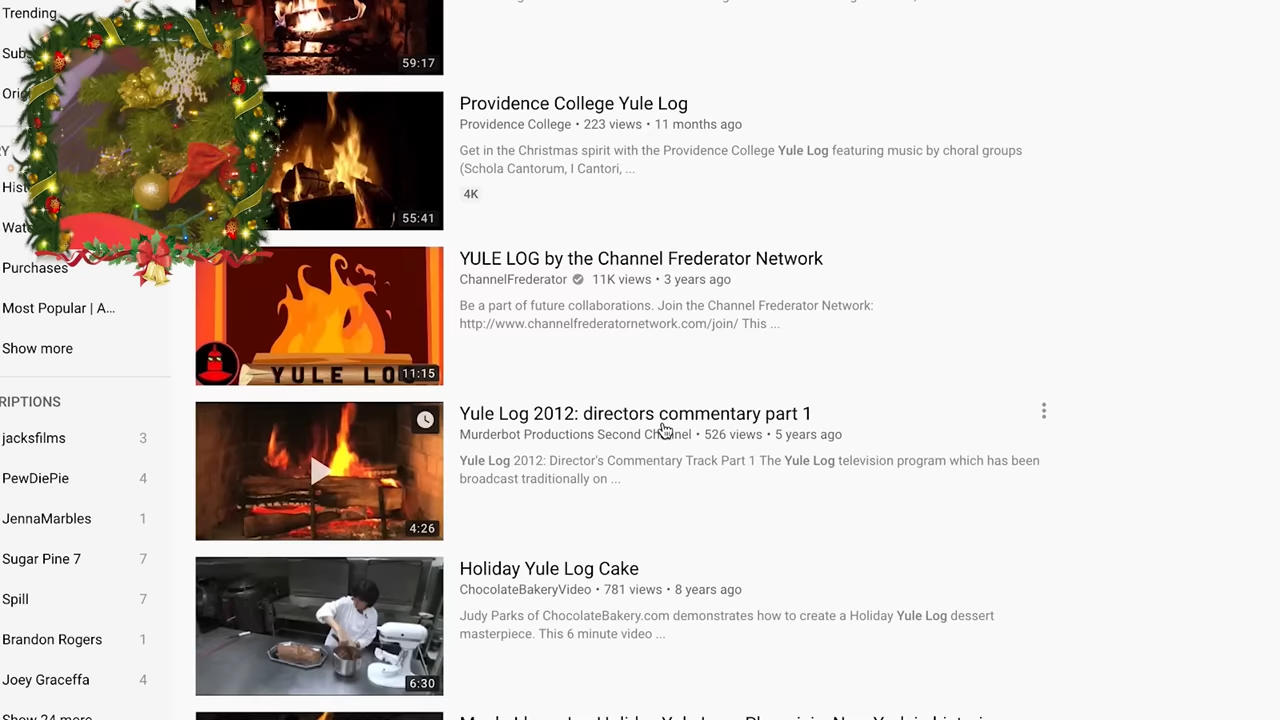 Trending
59:17
Providence College Yule Log
Providence College • 223 views • 11 months ago
Get in the Christmas spirit with the Providence College Yule Log featuring music by choral groups
(Schola Cantorum, I Cantori, ...
4K
55:41
Purchases
Most Popular | A...
Show more
YULE LOG by the Channel Frederator Network
ChannelFrederator 11K views • 3 years ago
Be a part of future collaborations. Join the Channel Frederator Network:
http://www.channelfrederatornetwork.com/join/ This ...
YULE LO
11:15
RIPTIONS
jacksfilms 3
PewDiePie 4
JennaMarbles 1
Sugar Pine 7 7
Spill 7
Brandon Rogers 1
Joey Graceffa 4
Yule Log 2012: directors commentary part 1
Murderbot Productions Second Channel • 526 views • 5 years ago
Yule Log 2012: Director's Commentary Track Part 1 The Yule Log television program which has been
broadcast traditionally on ...
4:26
Holiday Yule Log Cake
ChocolateBakeryVideo • 781 views • 8 years ago
Judy Parks of ChocolateBakery.com demonstrates how to create a Holiday Yule Log dessert
masterpiece. This 6 minute video ...
6:30